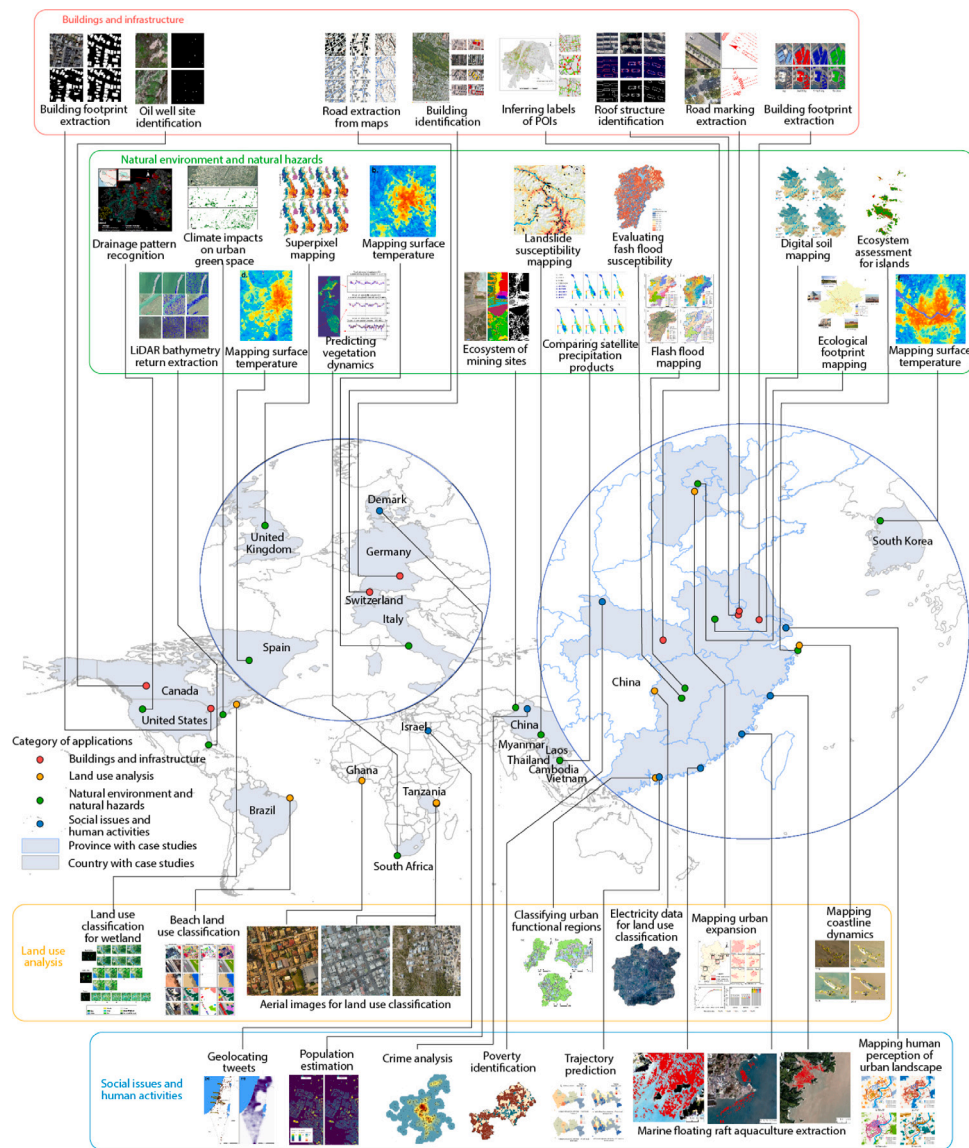 Buildings and infrastructure
Building footprint
extraction
Oil well site
identification
Road extraction
from maps
Building
identification
Inferring labels
of POIs
Roof structure
identification
Road marking
extraction
Building footprint
extraction
Natural environment and natural hazards
Drainage pattern
recognition
Climate impacts
on urban
green space
Superpixel
mapping
Mapping surface
temperature
Landslide
susceptibility
mapping
Evaluating
fash flood
susceptibility
Digital soil
mapping
Ecosystem
assessment
for islands
LiDAR bathymetry
return extraction
d.
Mapping surface
temperature
Predicting
vegetation
dynamics
Ecosystem of
mining sites
Comparing satellite
precipitation
products
Flash flood
mapping
Ecological
footprint
mapping
Mapping surface
temperature
Demark
United
Kingdom
Germany
Switzerland
Italy
Spain
South Korea
China
Canada
United States
Israel
China
Myanmar
Laos
Thailand
Cambodia
Vietnam
Ghana
Tanzania
Brazil
South Africa
Category of applications
Buildings and infrastructure
Land use analysis
Natural environment and
natural hazards
Social issues and
human activities
Province with case studies
Country with case studies
Land use
analysis
Land use
classification
for wetland
Beach land
use classification
Aerial images for land use classification
Classifying urban
functional regions
Electricity data
for land use
classification
Mapping urban
expansion
Mapping
coastline
dynamics
Social issues and
human activities
Geolocating
tweets
Population
estimation
Crime analysis
Poverty
identification
Trajectory
prediction
Marine floating raft aquaculture extraction
Mapping human
perception of
urban landscape